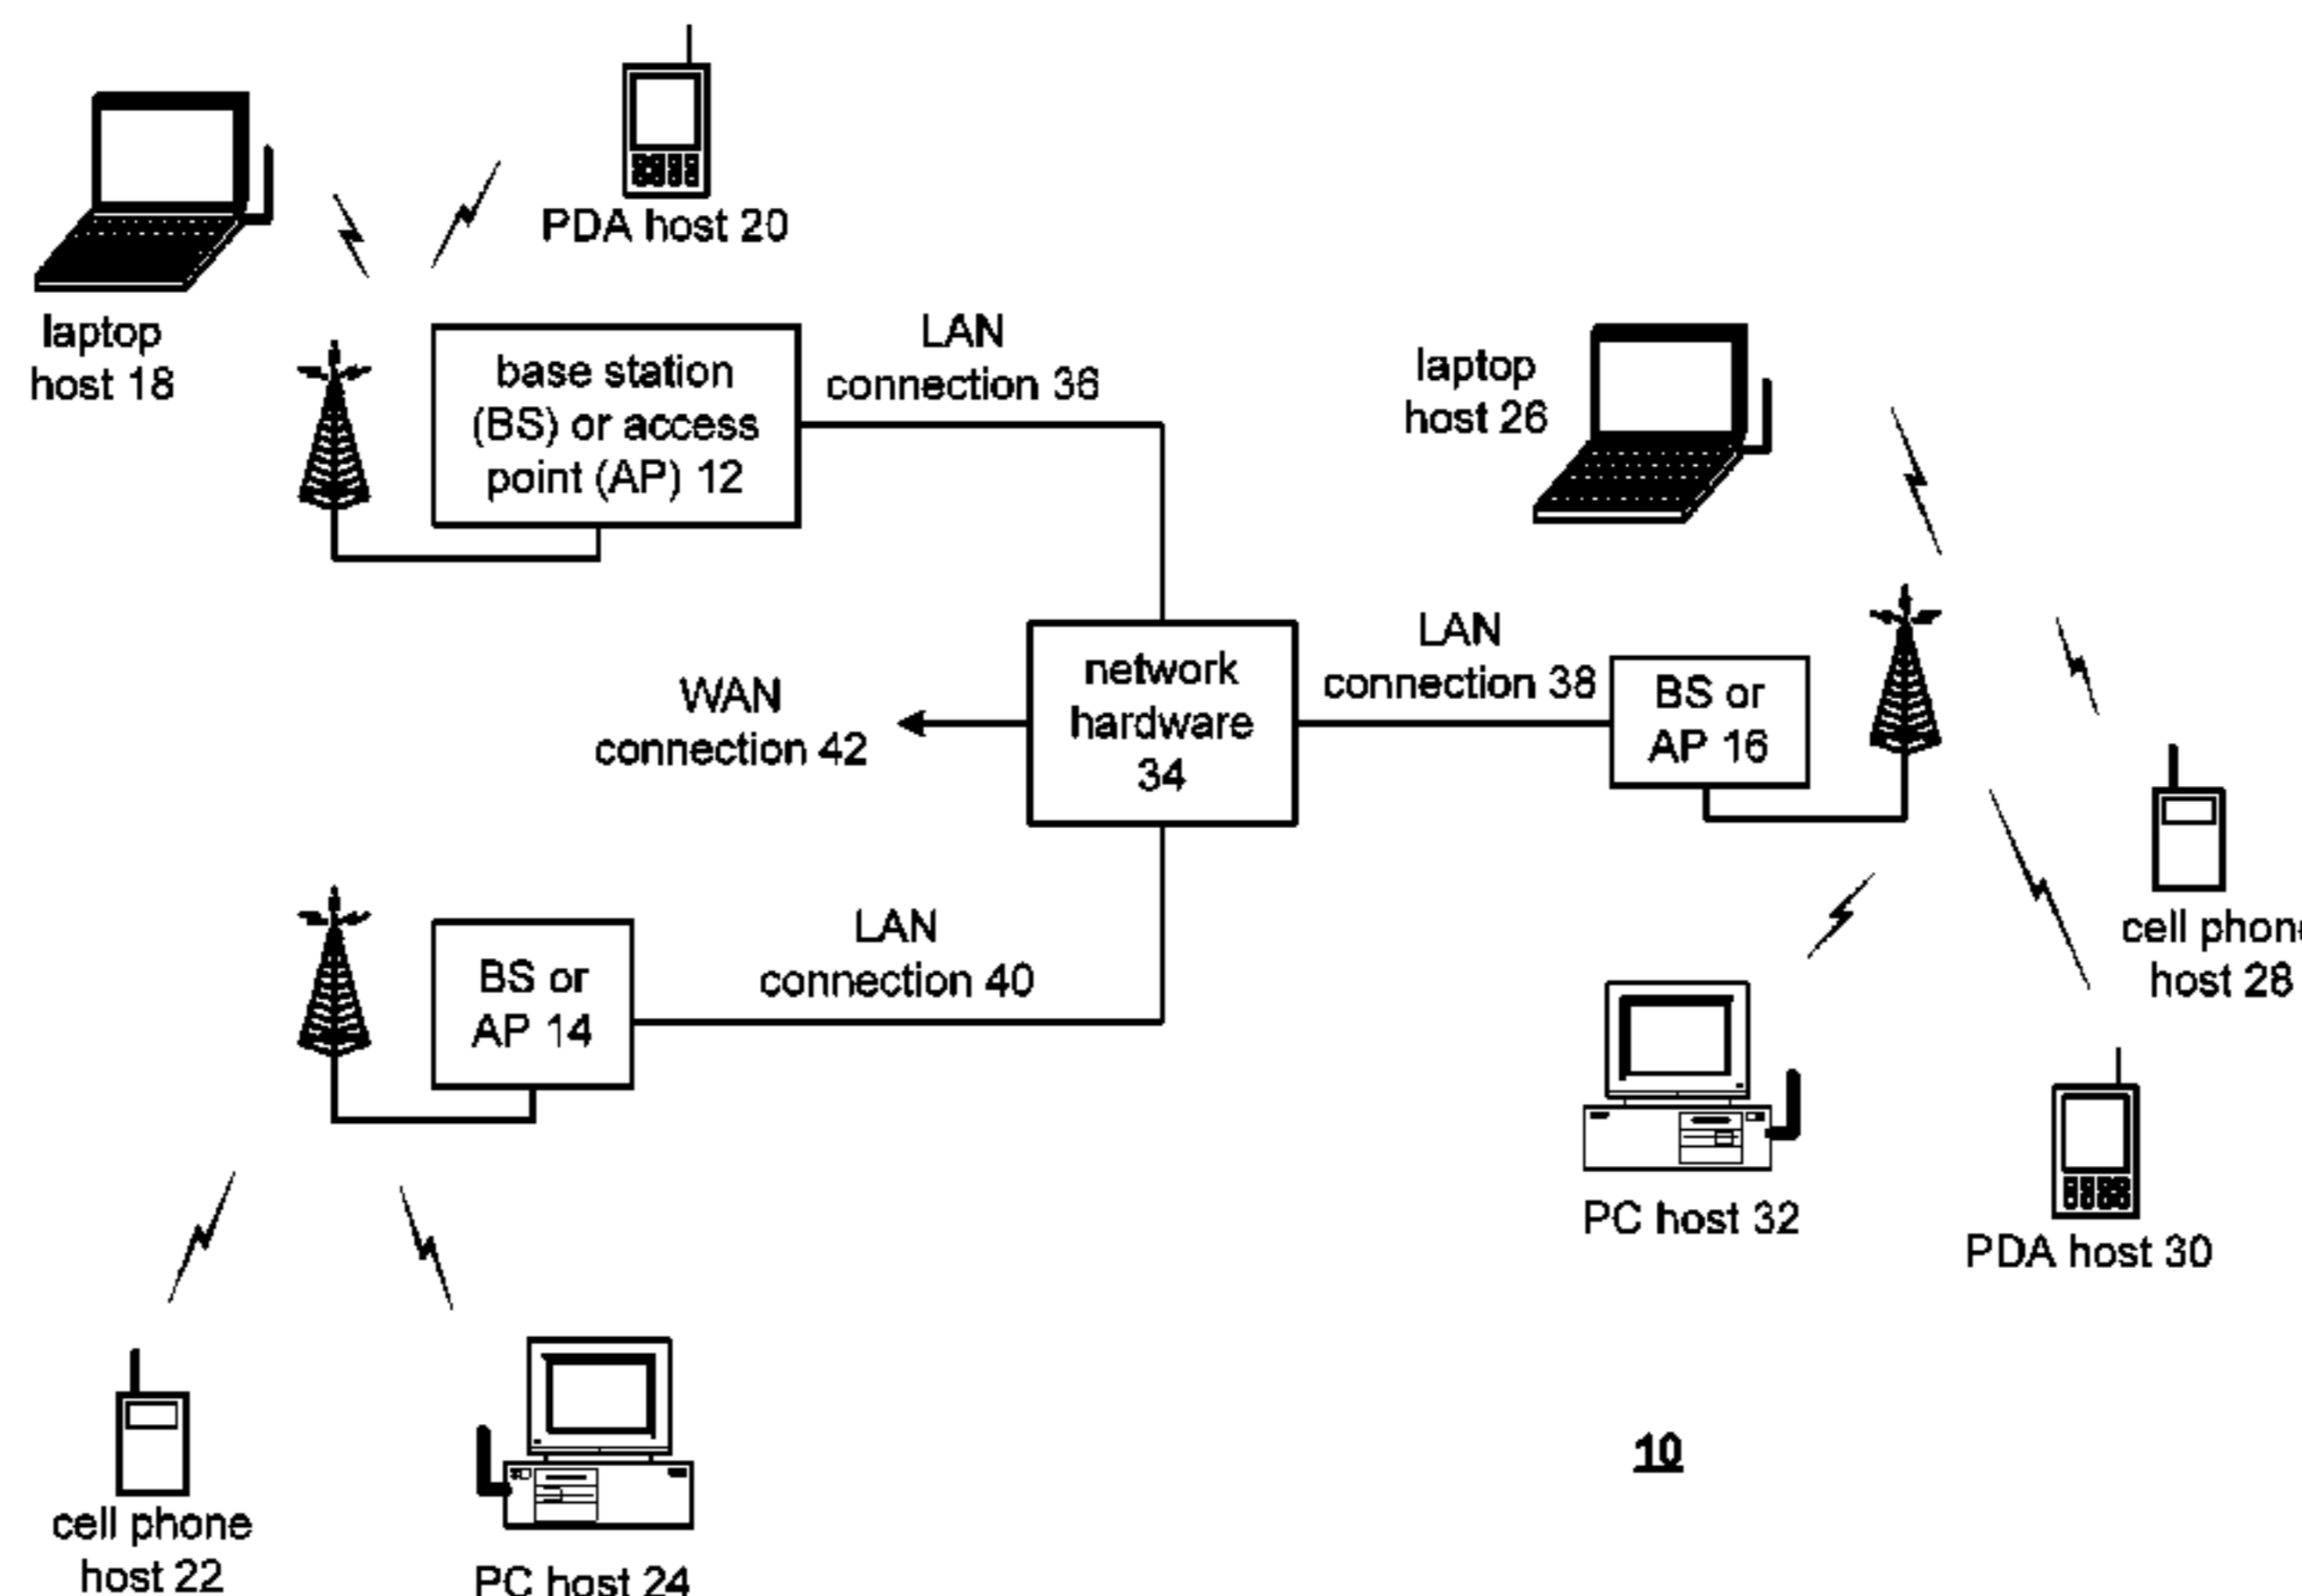 PDA host 20
laptop
host 18
base station
(BS) or access
point (AP) 12
LAN
connection 36
laptop
host 26
WAN
connection 42
network
hardware
34
LAN
connection 38
BS or
AP 16
cell phone
host 28
BS or
AP 14
LAN
connection 40
PC host 32
PDA host 30
cell phone
host 22
PC host 24
10